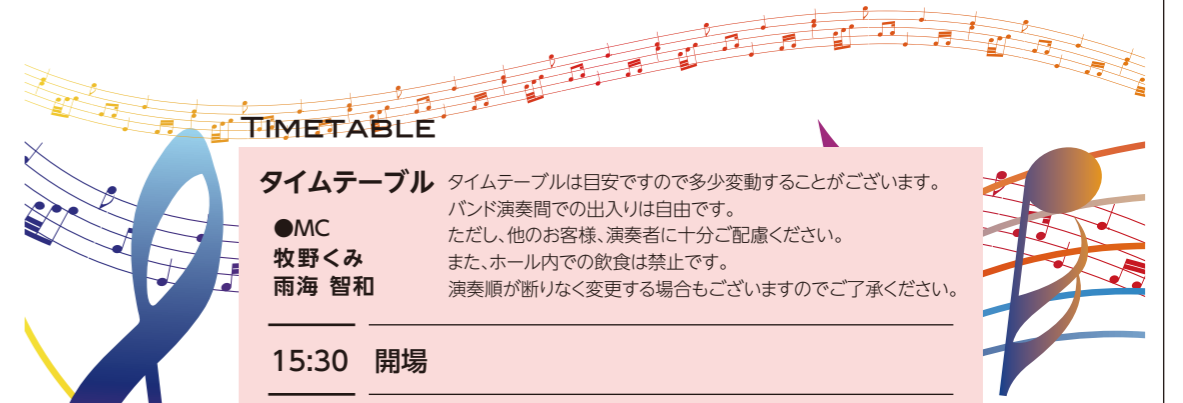 TIMETABLE
タイムテーブル
●MC
牧野くみ
雨海 智和
タイムテーブルは目安ですので多少変動することがございます。
バンド演奏間での出入りは自由です。
ただし、他のお客様、演奏者に十分ご配慮ください。
また、ホール内での飲食は禁止です。
演奏順が断りなく変更する場合もございますのでご了承ください。
15:30 開場